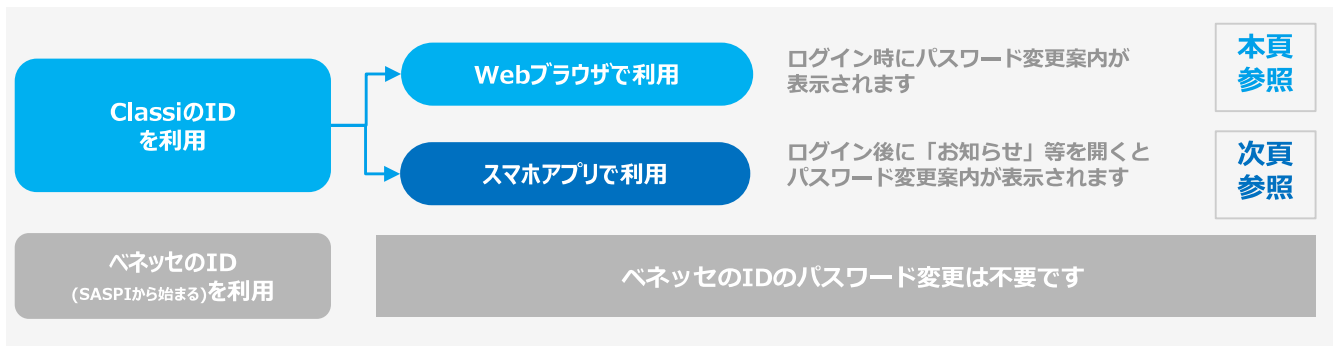 ClassiのID
を利用
Webブラウザで利用
ログイン時にパスワード変更案内が
表示されます
本頁
参照
スマホアプリで利用
ログイン後に「お知らせ」等を開くと
パスワード変更案内が表示されます
次頁
参照
ベネッセのID
(SASPIから始まる)を利用
ベネッセのIDのパスワード変更は不要です